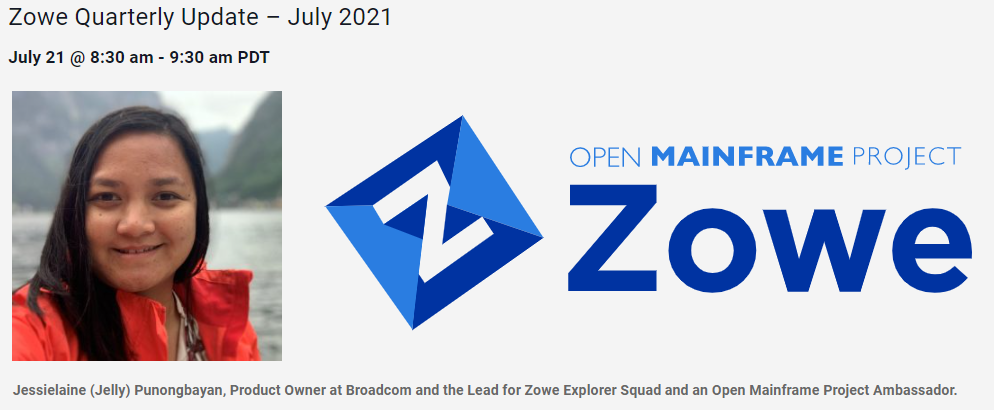 Zowe Quarterly Update – July 2021
July 21 @ 8:30 am - 9:30 am PDT
OPEN MAINFRAME PROJECT
Zowe
Jessielaine (Jelly) Punongbayan, Product Owner at Broadcom and the Lead for Zowe Explorer Squad and an Open Mainframe Project Ambassador.